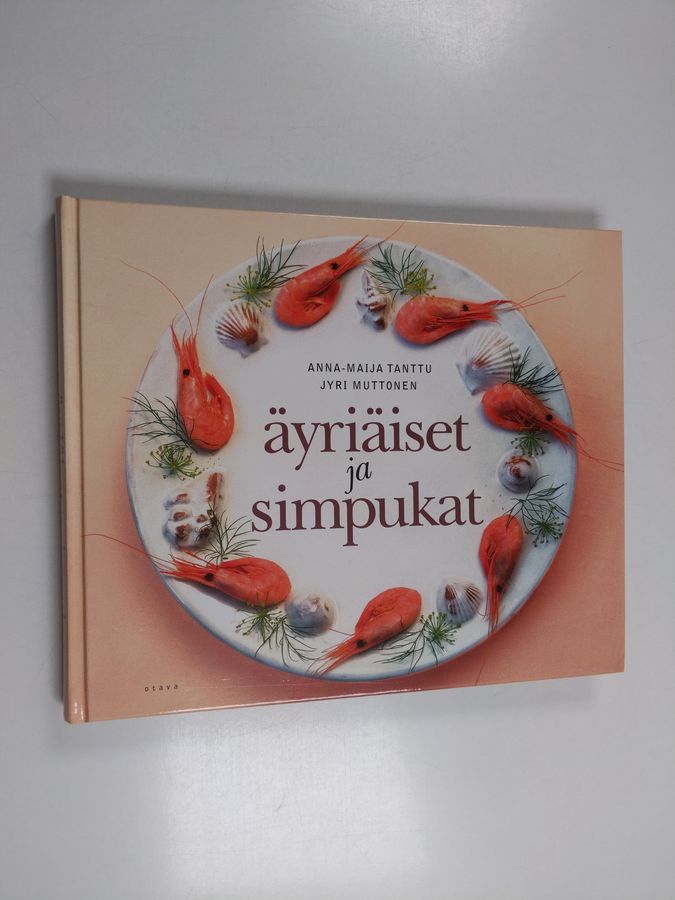 ANNA-MAIJA TANTTU
JYRI MUTTONEN
äyriäiset
ja
simpukat
otava